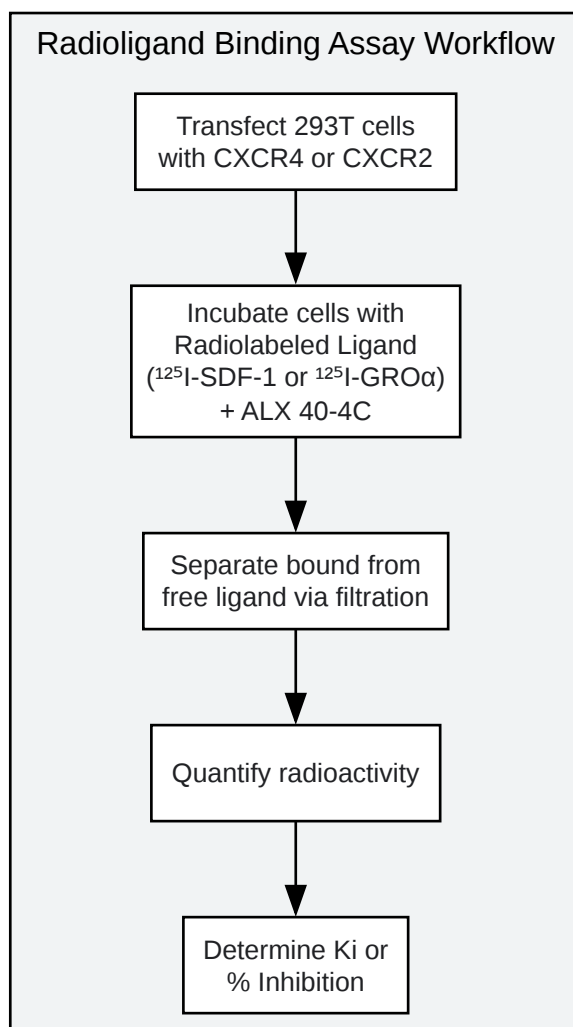 Radioligand Binding Assay Workflow
Transfect 293T cells
with CXCR4 or CXCR2
Incubate cells with
Radiolabeled Ligand
(¹²⁵I-SDF-1 or ¹²⁵I-GROα)
+ ALX 40-4C
Separate bound from
free ligand via filtration
Quantify radioactivity
Determine Ki or
% Inhibition